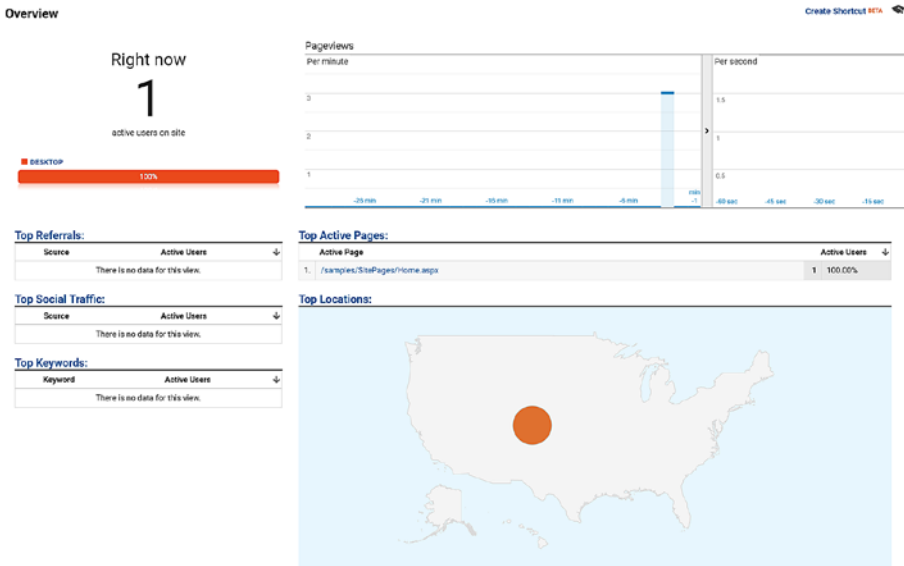 Overview
Create Shortcut BETA
Right now
1
active users on site
DESKTOP
100%
Pageviews
Per minute
3
2
1
-26 min
-21 min
-16 min
-11 min
-6 min
min
-1
Per second
1.5
1
0.5
-60 sec
-45 sec
-30 sec
-15 sec
Top Referrals:
Source Active Users
There is no data for this view.
Top Social Traffic:
Source Active Users
There is no data for this view.
Top Keywords:
Keyword Active Users
There is no data for this view.
Top Active Pages:
Active Page Active Users
1. /samples/SitePages/Home.aspx 1 100.00%
Top Locations: